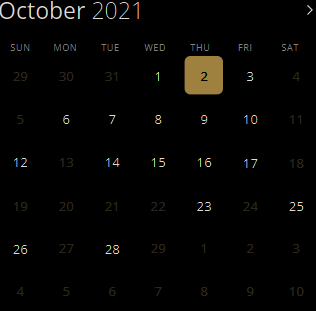 October 2021
SUN MON TUE WED THU FRI SAT
29 30 31 1 2 3 4
5 6 7 8 9 10 11
12 13 14 15 16 17 18
19 20 21 22 23 24 25
26 27 28 29 1 2 3
4 5 6 7 8 9 10